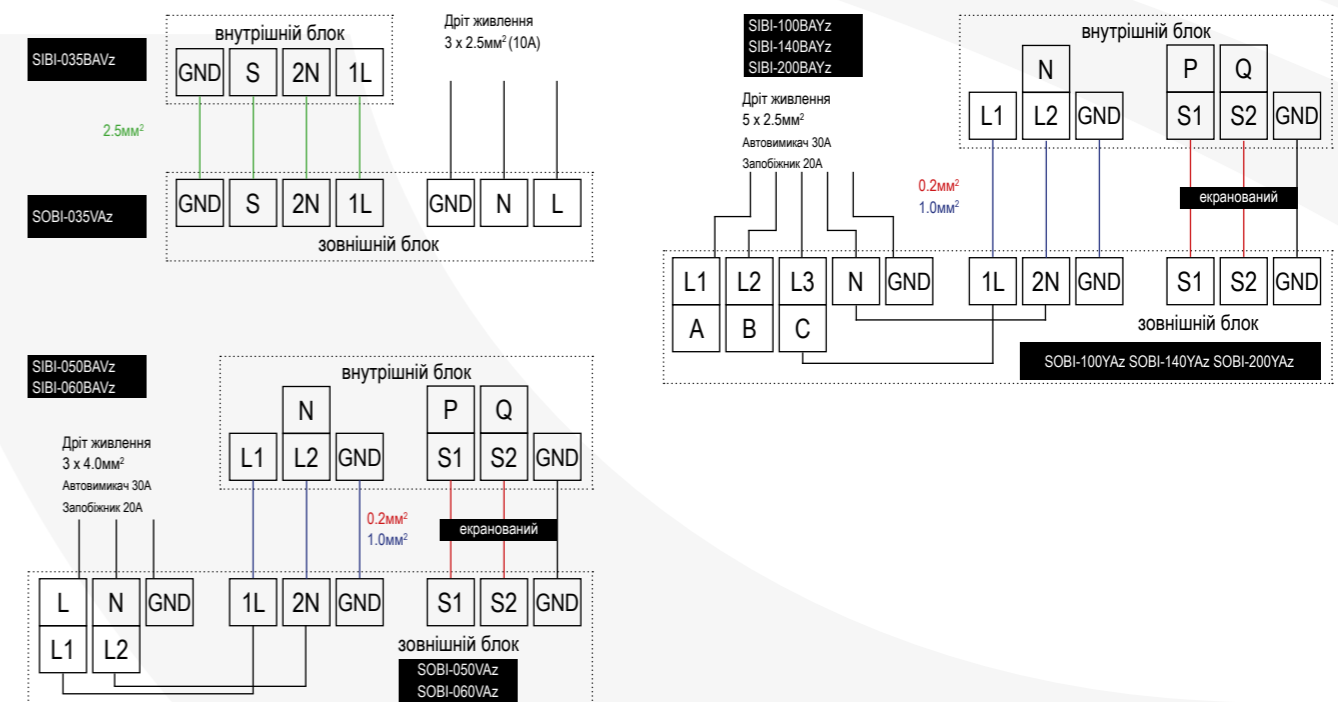 SIBI-035BAVz
внутрішній блок
GND S 2N 1L
2.5мм²
Дріт живлення
3 x 2.5мм² (10А)
SOBI-035VAz
GND S 2N 1L
GND N L
зовнішній блок
SIBI-050BAVz
SIBI-060BAVz
внутрішній блок
N
P Q
L1 L2 GND
S1 S2 GND
Дріт живлення
3 x 4.0мм²
Автовимикач 30А
Запобіжник 20А
0.2мм²
1.0мм²
екранований
L N GND
L1 L2
1L 2N GND
S1 S2 GND
зовнішній блок
SOBI-050VAz
SOBI-060VAz
SIBI-100BAYz
SIBI-140BAYz
SIBI-200BAYz
внутрішній блок
N
P Q
L1 L2 GND
S1 S2 GND
Дріт живлення
5 x 2.5мм²
Автовимикач 30А
Запобіжник 20А
0.2мм²
1.0мм²
екранований
L1 L2 L3 N GND
A B C
1L 2N GND
S1 S2 GND
зовнішній блок
SOBI-100YAz SOBI-140YAz SOBI-200YAz